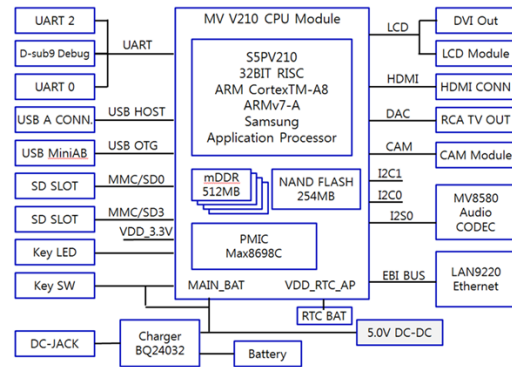 UART 2
D-sub9 Debug
UART 0
USB A CONN.
USB MiniAB
SD SLOT
SD SLOT
Key LED
Key SW
DC-JACK
UART
USB HOST
USB OTG
MMC/SD0
MMC/SD3
VDD_3.3V
MV V210 CPU Module
S5PV210
32BIT RISC
ARM CortexTM-A8
ARMv7-A
Samsung
Application Processor
mDDR
512MB
NAND FLASH
254MB
PMIC
Max8698C
MAIN_BAT
VDD_RTC_AP
RTC BAT
Charger
BQ24032
Battery
5.0V DC-DC
LCD
HDMI
DAC
CAM
I2C1
I2C0
I2S0
EBI BUS
DVI Out
LCD Module
HDMI CONN
RCA TV OUT
CAM Module
MV8580
Audio
CODEC
LAN9220
Ethernet